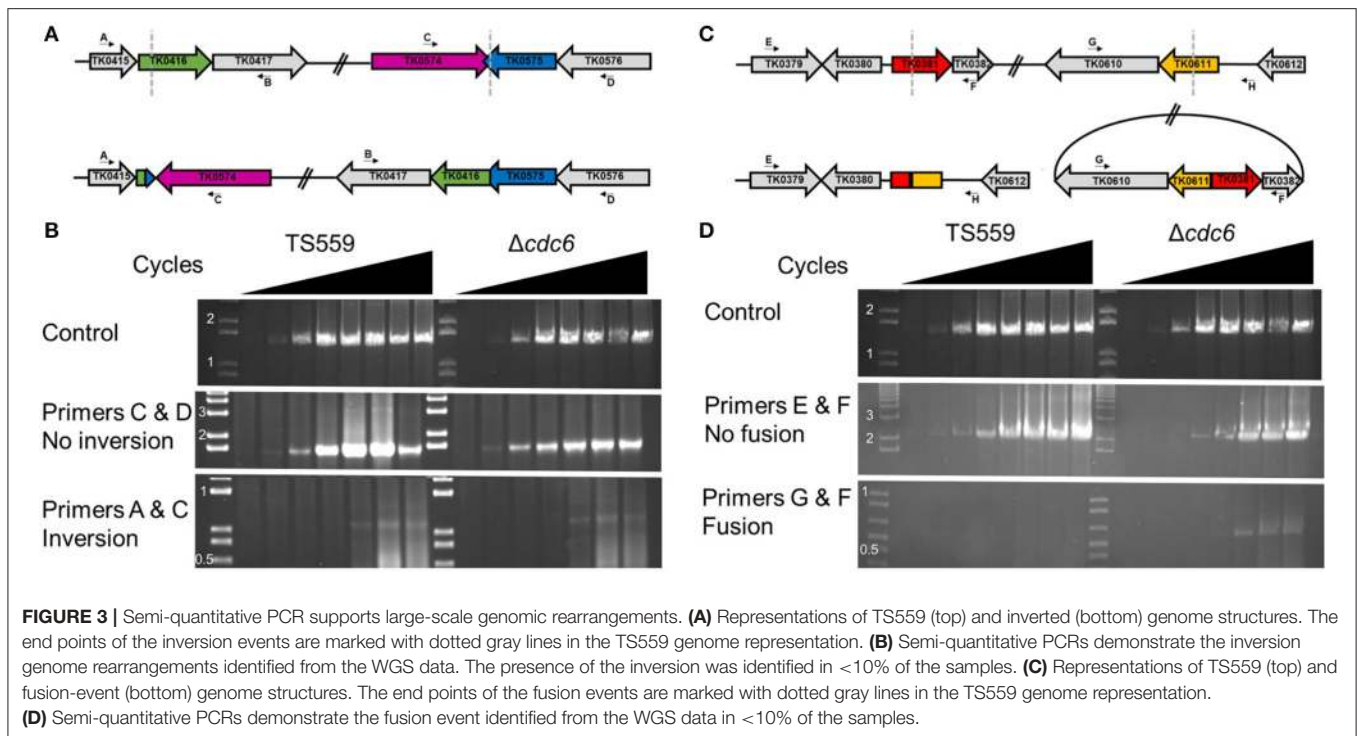 A
A
TK0415
TK0416
TK0417
B
C
TK0574
TK0575
TK0576
D
A
TK0415
TK0574
C
B
TK0417
TK0416
TK0575
TK0576
D
C
E
TK0379
TK0380
TK0381
TK0382
F
G
TK0610
TK0611
TK0612
H
E
TK0379
TK0380
H
TK0612
G
TK0610
TK0611
TK0381
TK0382
F
B
TS559
Δcdc6
Cycles
Control
2
1
Primers C & D
No inversion
3
2
Primers A & C
Inversion
1
0.5
D
TS559
Δcdc6
Cycles
Control
2
1
Primers E & F
No fusion
3
2
Primers G & F
Fusion
1
0.5
FIGURE 3 | Semi-quantitative PCR supports large-scale genomic rearrangements. (A) Representations of TS559 (top) and inverted (bottom) genome structures. The
end points of the inversion events are marked with dotted gray lines in the TS559 genome representation. (B) Semi-quantitative PCRs demonstrate the inversion
genome rearrangements identified from the WGS data. The presence of the inversion was identified in <10% of the samples. (C) Representations of TS559 (top) and
fusion-event (bottom) genome structures. The end points of the fusion events are marked with dotted gray lines in the TS559 genome representation.
(D) Semi-quantitative PCRs demonstrate the fusion event identified from the WGS data in <10% of the samples.